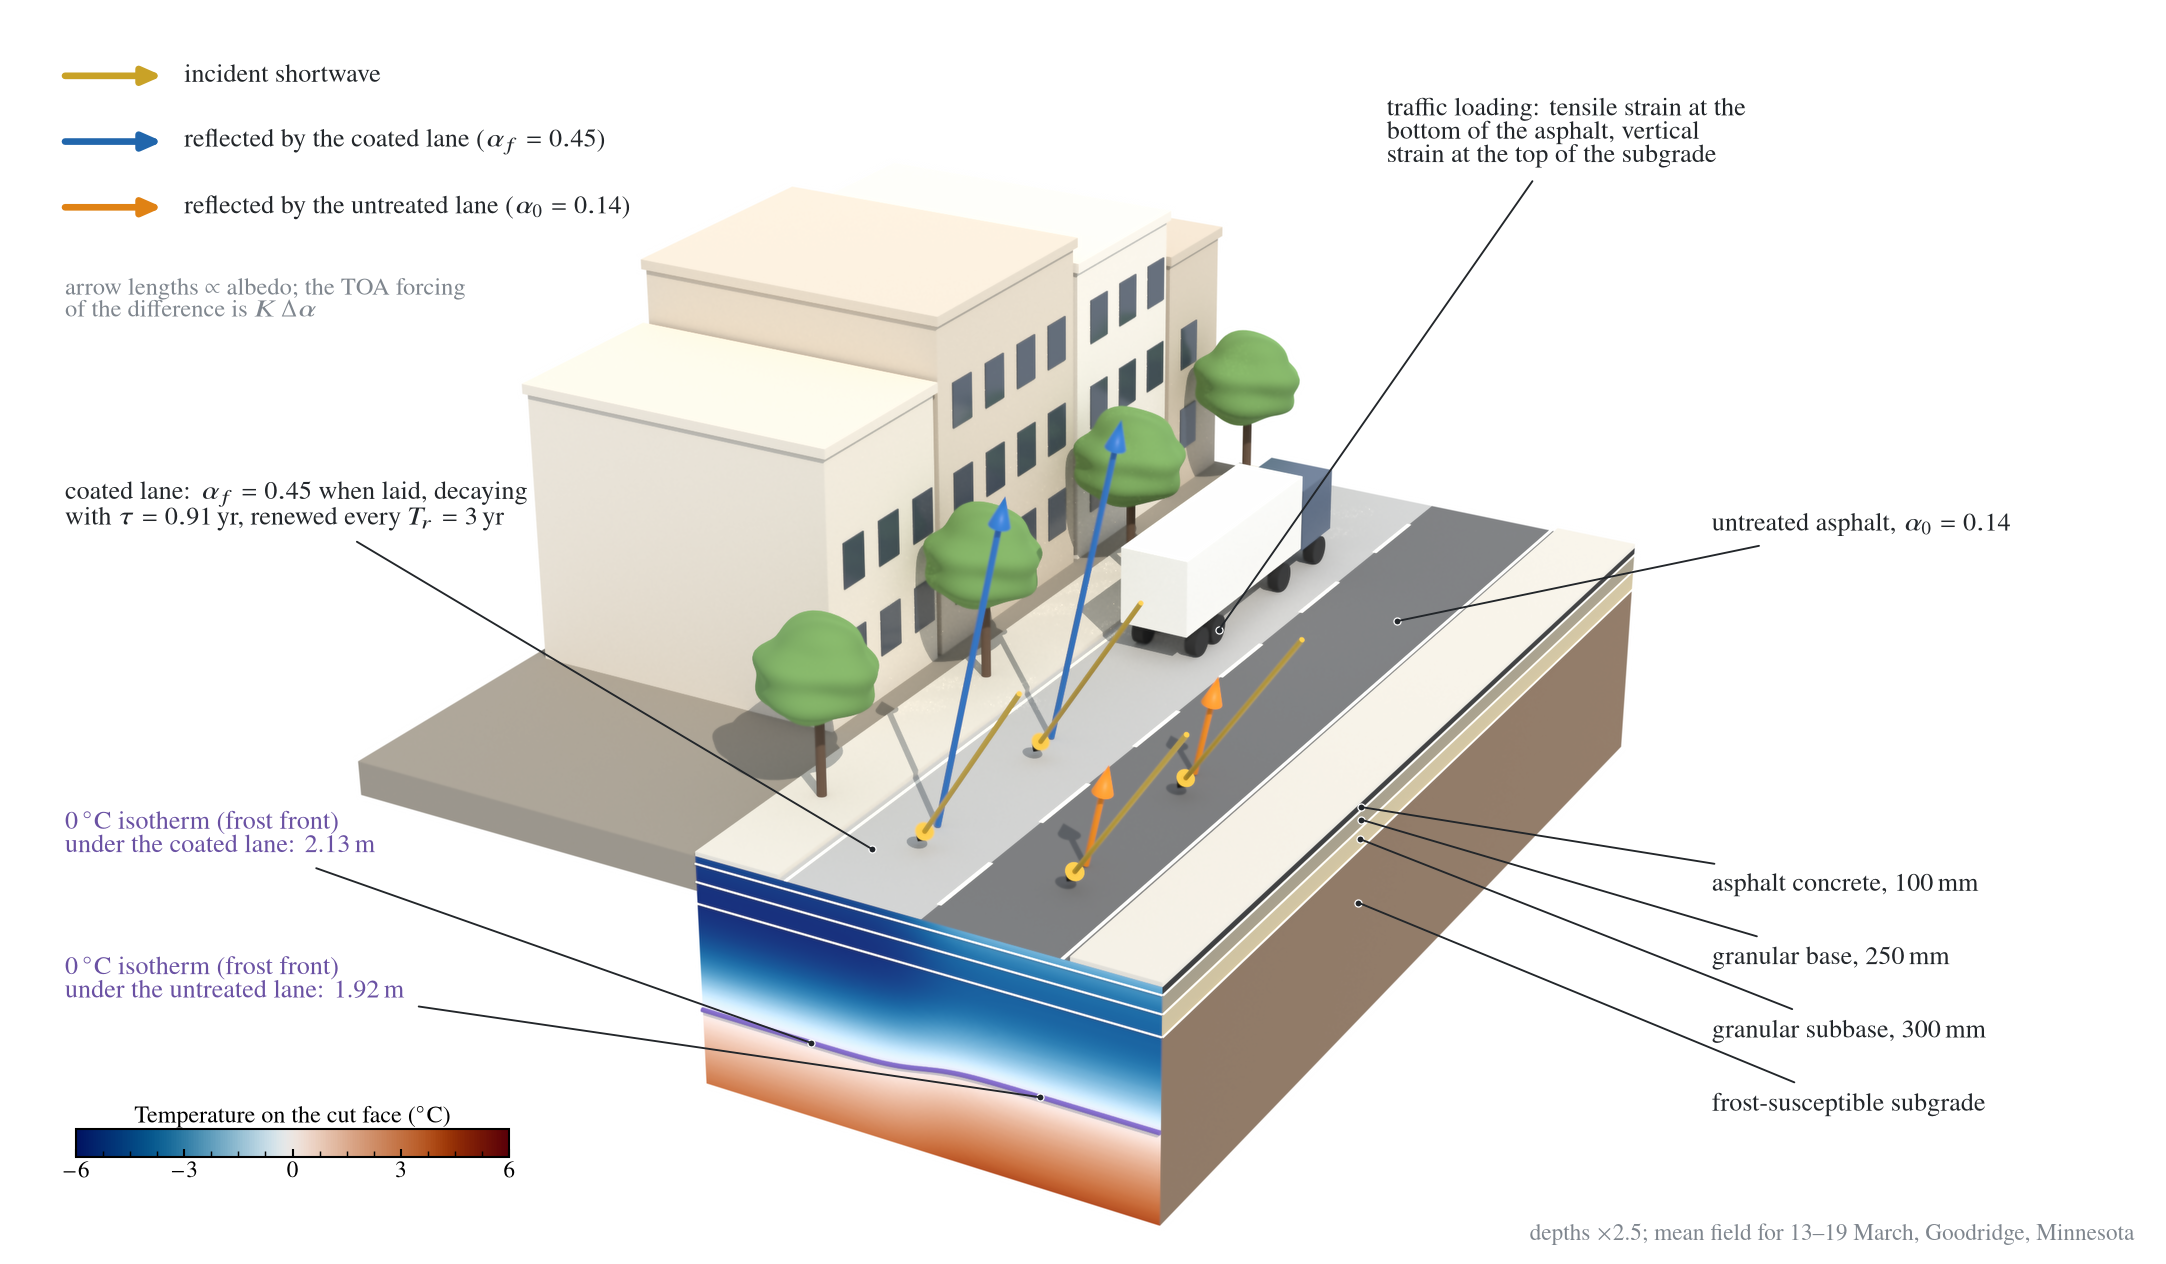 incident shortwave
reflected by the coated lane (α_f = 0.45)
reflected by the untreated lane (α₀ = 0.14)
arrow lengths ∝ albedo; the TOA forcing
of the difference is K Δα
traffic loading: tensile strain at the
bottom of the asphalt, vertical
strain at the top of the subgrade
coated lane: α_f = 0.45 when laid, decaying
with τ = 0.91 yr, renewed every T_r = 3 yr
untreated asphalt, α₀ = 0.14
0 °C isotherm (frost front)
under the coated lane: 2.13 m
0 °C isotherm (frost front)
under the untreated lane: 1.92 m
asphalt concrete, 100 mm
granular base, 250 mm
granular subbase, 300 mm
frost-susceptible subgrade
Temperature on the cut face (°C)
−6 −3 0 3 6
depths ×2.5; mean field for 13–19 March, Goodridge, Minnesota